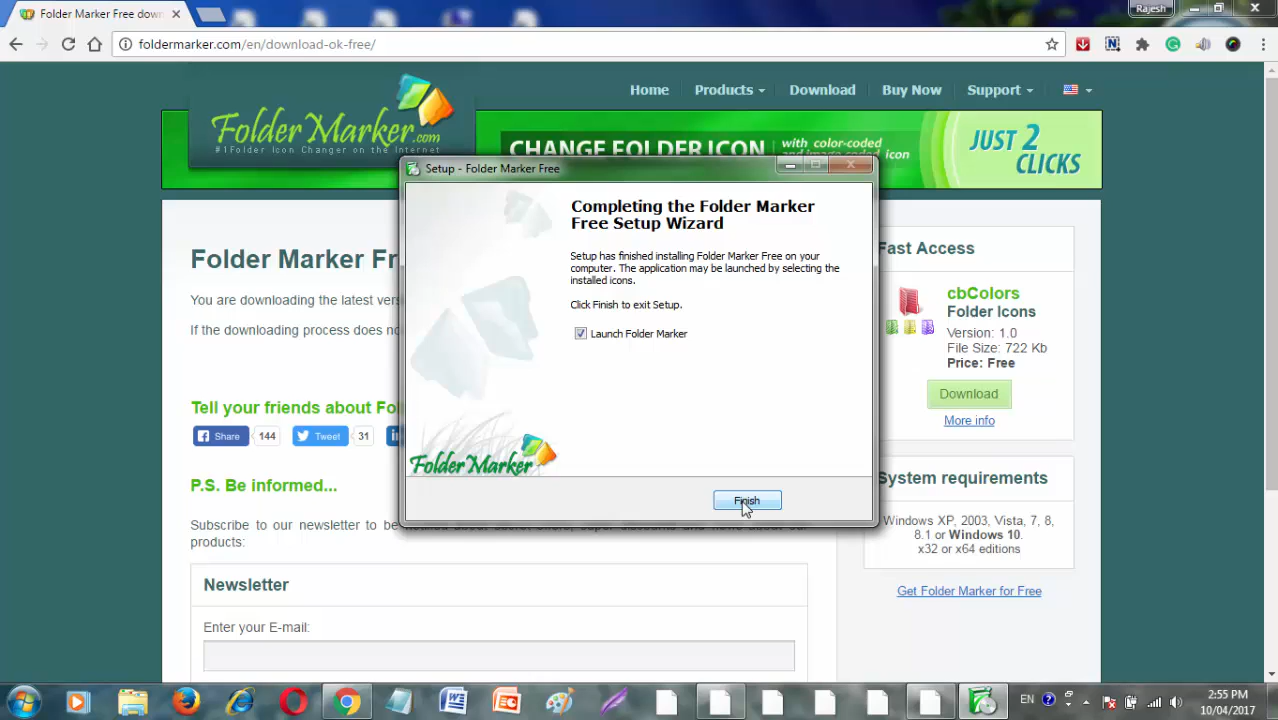 Folder Marker Free dow
Rajesh
foldermarker.com/en/download-ok-free/
Home
Products
Download
Buy Now
Support
FolderMarker.com
#1Folder Icon Changer on the Internet
CHANGE FOLDER ICON
with color-coded
icon
JUST 2
CLICKS
Setup - Folder Marker Free
Completing the Folder Marker
Free Setup Wizard
Setup has finished installing Folder Marker Free on your
computer. The application may be launched by selecting the
installed icons.
Click Finish to exit Setup.
Launch Folder Marker
FolderMarker
Finish
Folder Marker Fr
You are downloading the latest vers
If the downloading process does no
Tell your friends about Fo
Share
144
Tweet
31
in
P.S. Be informed...
Subscribe to our newsletter to be
products:
Newsletter
Enter your E-mail:
Fast Access
cbColors
Folder Icons
Version: 1.0
File Size: 722 Kb
Price: Free
Download
More info
System requirements
Windows XP, 2003, Vista, 7, 8,
8.1 or Windows 10.
x32 or x64 editions
Get Folder Marker for Free
EN
2:55 PM
10/04/2017